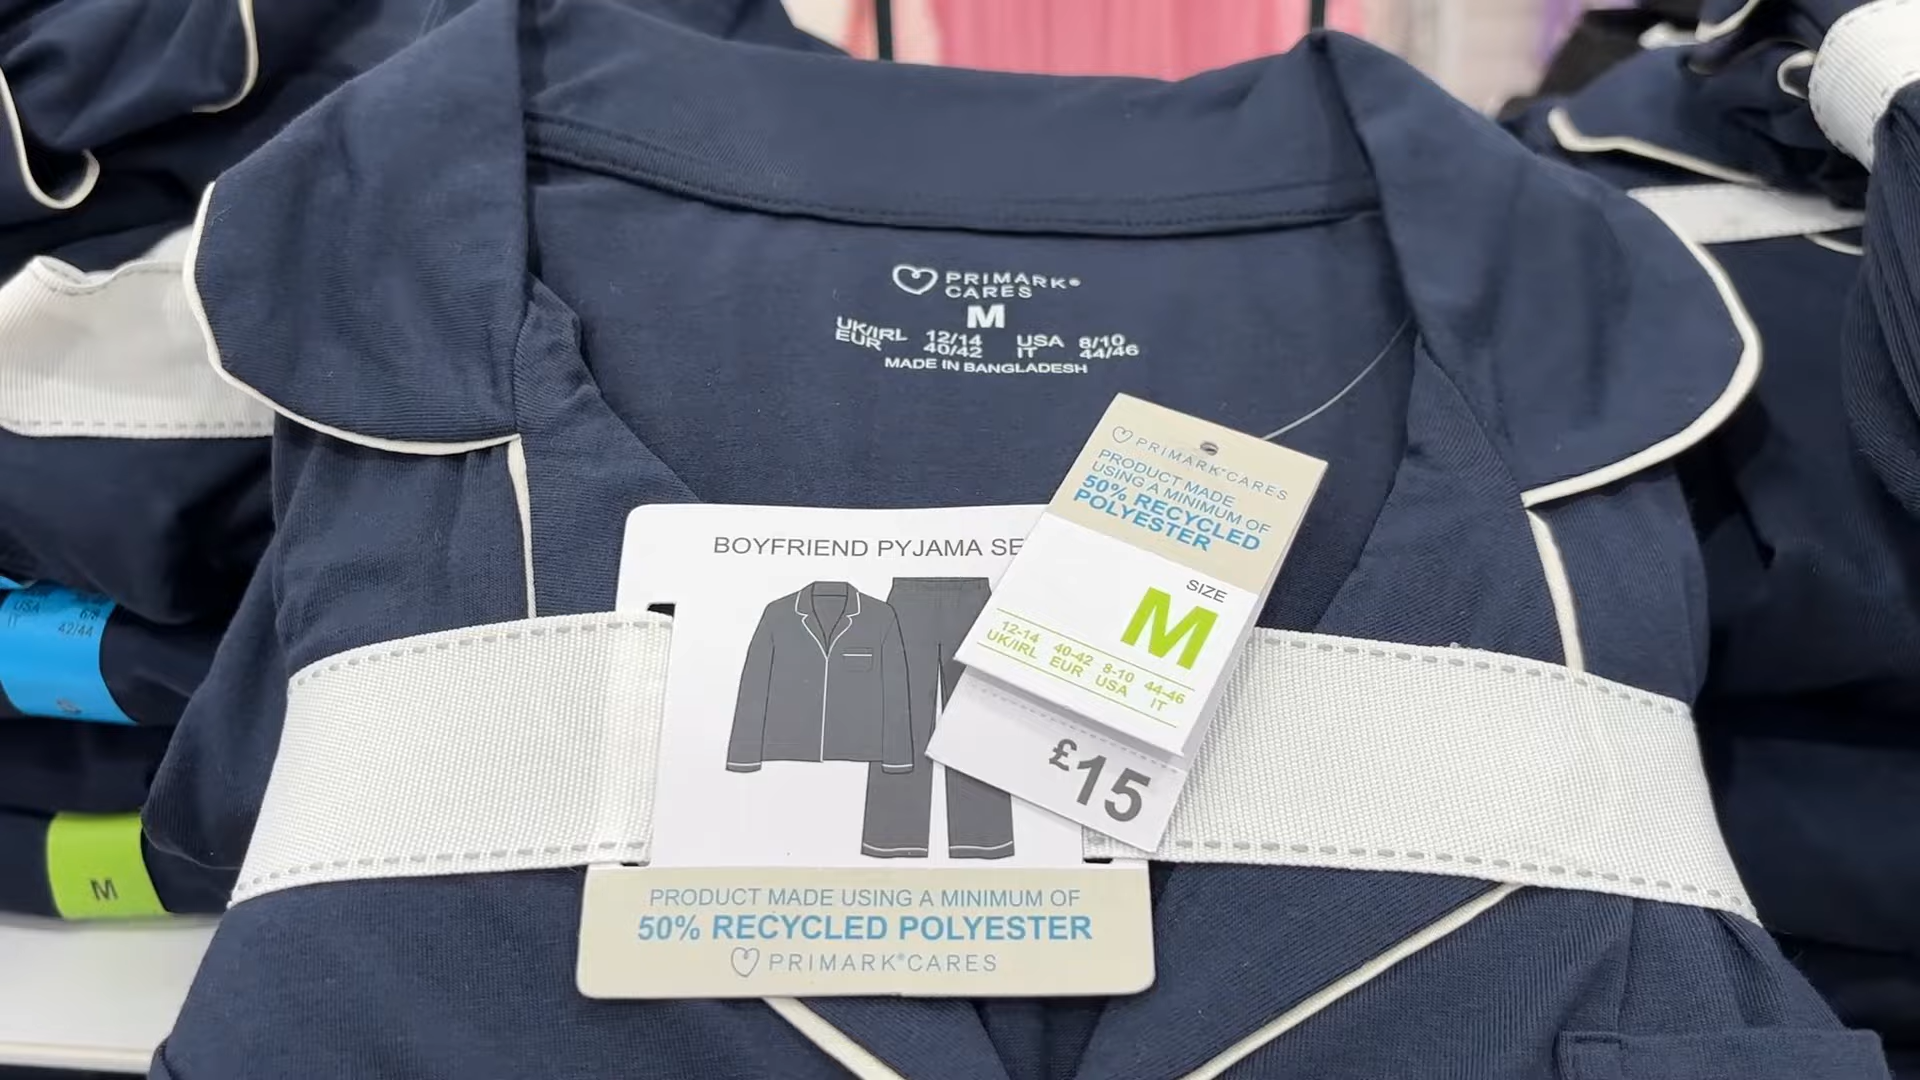 PRIMARK®
CARES
M
UK/IRL 12/14 USA 8/10
EUR 40/42 IT 44/46
MADE IN BANGLADESH
PRIMARK®CARES
PRODUCT MADE
USING A MINIMUM OF
50% RECYCLED
POLYESTER
SIZE
M
12-14 40-42 8-10 44-46
UK/IRL EUR USA IT
£15
BOYFRIEND PYJAMA SE
PRODUCT MADE USING A MINIMUM OF
50% RECYCLED POLYESTER
PRIMARK®CARES
USA 6/8
IT 42/44
S
M